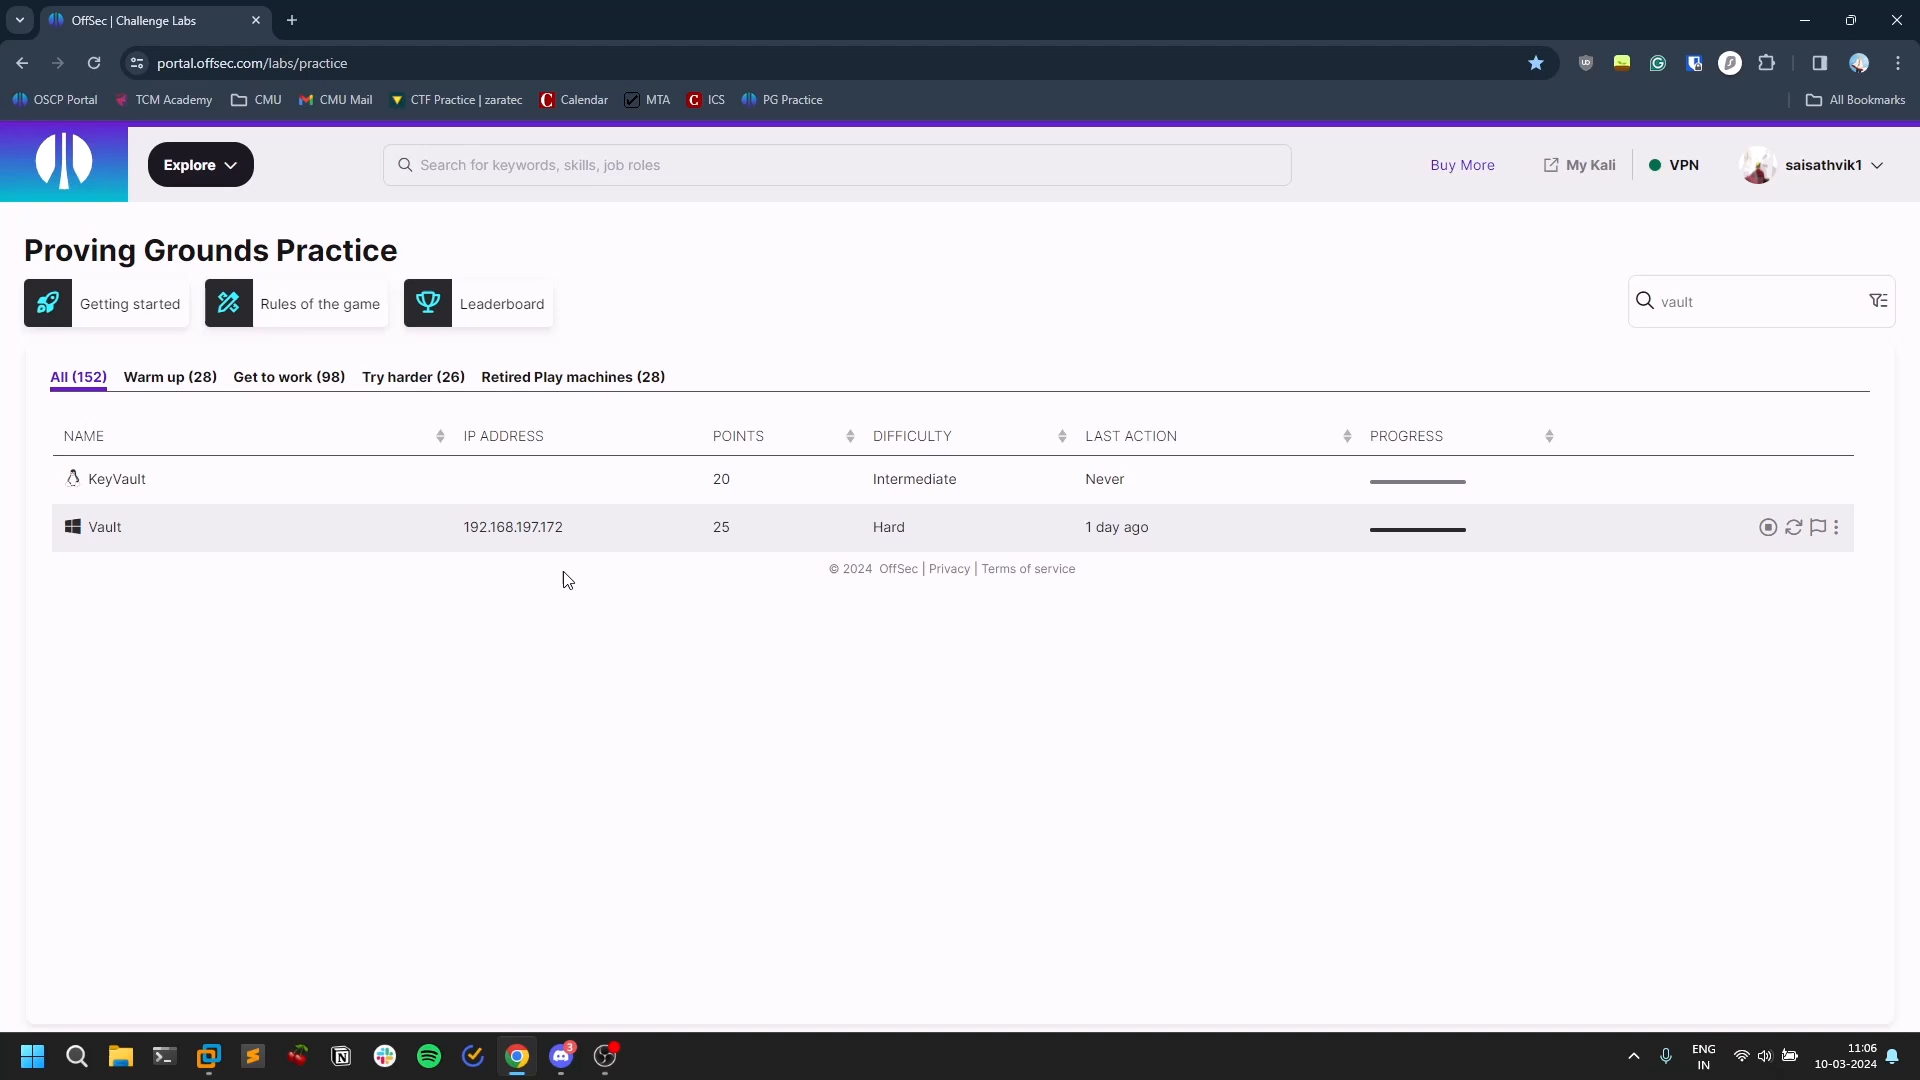 OffSec | Challenge Labs
portal.offsec.com/labs/practice
OSCP Portal TCM Academy CMU CMU Mail CTF Practice | zaratec Calendar MTA ICS PG Practice All Bookmarks
Explore Search for keywords, skills, job roles Buy More My Kali VPN saisathvik1
Proving Grounds Practice
Getting started Rules of the game Leaderboard vault
All (152) Warm up (28) Get to work (98) Try harder (26) Retired Play machines (28)
NAME IP ADDRESS POINTS DIFFICULTY LAST ACTION PROGRESS
KeyVault 20 Intermediate Never
Vault 192.168.197.172 25 Hard 1 day ago
© 2024 OffSec | Privacy | Terms of service
3
ENG 11:06
IN 10-03-2024